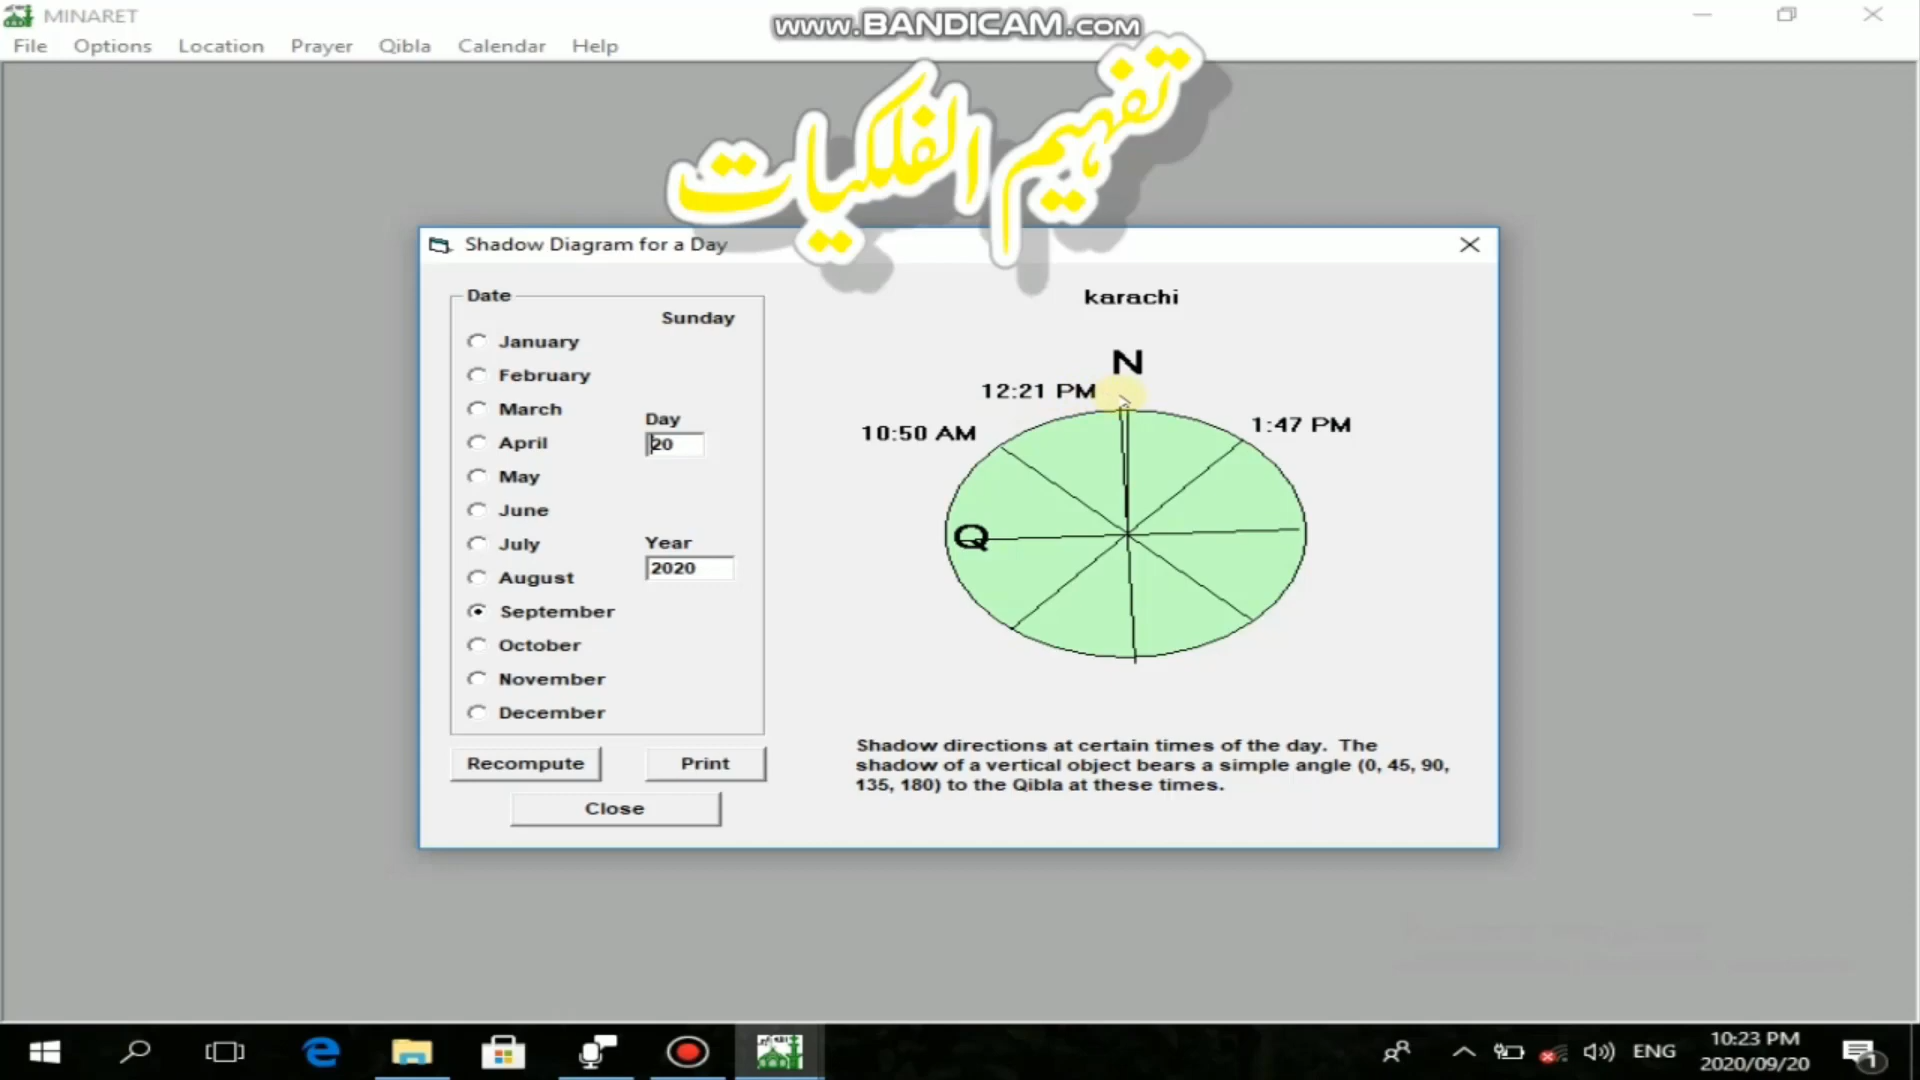 MINARET
www.BANDICAM.com
File Options Location Prayer Qibla Calendar Help
تفہیم الفلکیات
Shadow Diagram for a Day
Date
Sunday
January
February
March
April
May
June
July
August
September
October
November
December
Day
20
Year
2020
Recompute
Print
Close
karachi
N
12:21 PM
10:50 AM
1:47 PM
Q
Shadow directions at certain times of the day. The
shadow of a vertical object bears a simple angle (0, 45, 90,
135, 180) to the Qibla at these times.
ENG
10:23 PM
2020/09/20
1